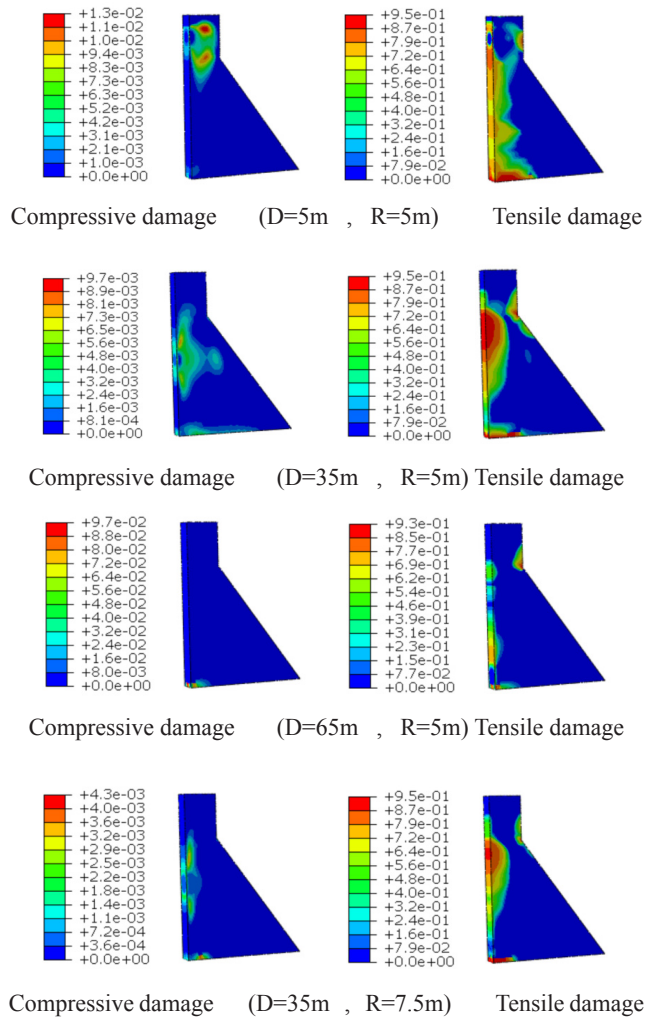 +1.3e-02
+1.1e-02
+1.0e-02
+9.4e-03
+8.3e-03
+7.3e-03
+6.3e-03
+5.2e-03
+4.2e-03
+3.1e-03
+2.1e-03
+1.0e-03
+0.0e+00
+9.5e-01
+8.7e-01
+7.9e-01
+7.2e-01
+6.4e-01
+5.6e-01
+4.8e-01
+4.0e-01
+3.2e-01
+2.4e-01
+1.6e-01
+7.9e-02
+0.0e+00
Compressive damage (D=5m , R=5m) Tensile damage
+9.7e-03
+8.9e-03
+8.1e-03
+7.3e-03
+6.5e-03
+5.6e-03
+4.8e-03
+4.0e-03
+3.2e-03
+2.4e-03
+1.6e-03
+8.1e-04
+0.0e+00
+9.5e-01
+8.7e-01
+7.9e-01
+7.2e-01
+6.4e-01
+5.6e-01
+4.8e-01
+4.0e-01
+3.2e-01
+2.4e-01
+1.6e-01
+7.9e-02
+0.0e+00
Compressive damage (D=35m , R=5m) Tensile damage
+9.7e-02
+8.8e-02
+8.0e-02
+7.2e-02
+6.4e-02
+5.6e-02
+4.8e-02
+4.0e-02
+3.2e-02
+2.4e-02
+1.6e-02
+8.0e-03
+0.0e+00
+9.3e-01
+8.5e-01
+7.7e-01
+6.9e-01
+6.2e-01
+5.4e-01
+4.6e-01
+3.9e-01
+3.1e-01
+2.3e-01
+1.5e-01
+7.7e-02
+0.0e+00
Compressive damage (D=65m , R=5m) Tensile damage
+4.3e-03
+4.0e-03
+3.6e-03
+3.2e-03
+2.9e-03
+2.5e-03
+2.2e-03
+1.8e-03
+1.4e-03
+1.1e-03
+7.2e-04
+3.6e-04
+0.0e+00
+9.5e-01
+8.7e-01
+7.9e-01
+7.2e-01
+6.4e-01
+5.6e-01
+4.8e-01
+4.0e-01
+3.2e-01
+2.4e-01
+1.6e-01
+7.9e-02
+0.0e+00
Compressive damage (D=35m , R=7.5m) Tensile damage